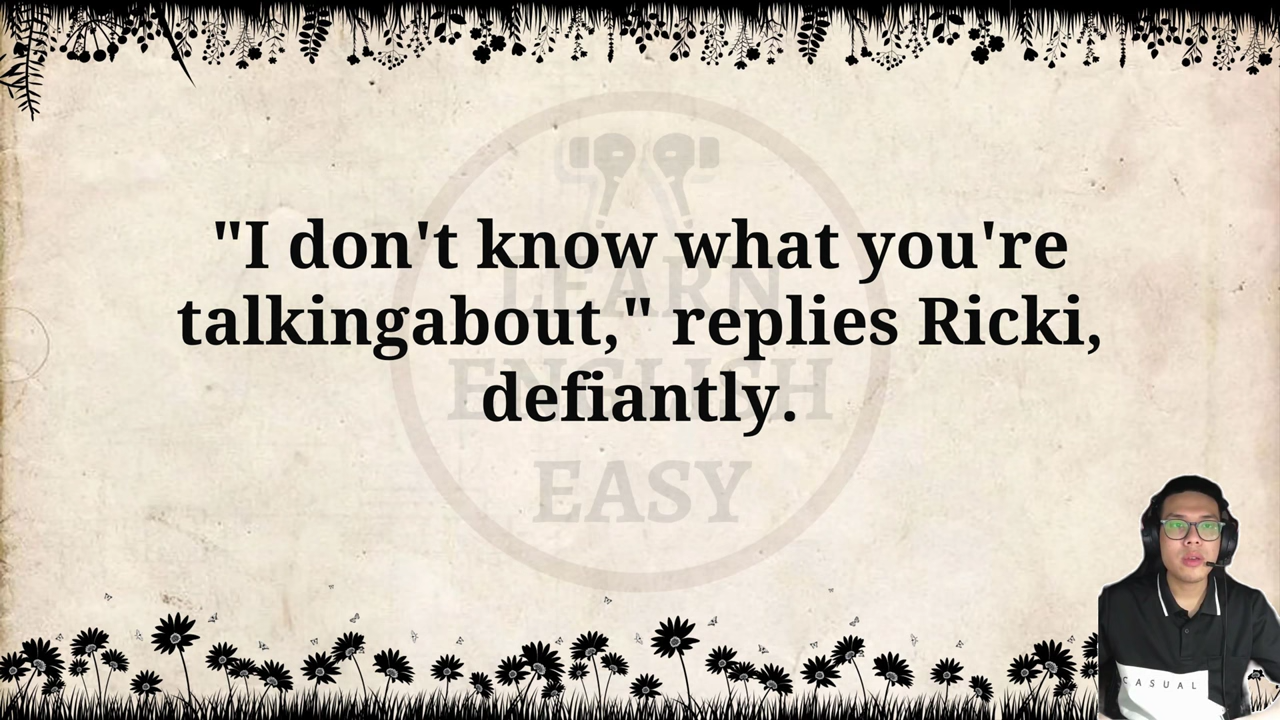 "I don't know what you're
talkingabout," replies Ricki,
defiantly.
LEARN
ENGLISH
EASY
CASUAL